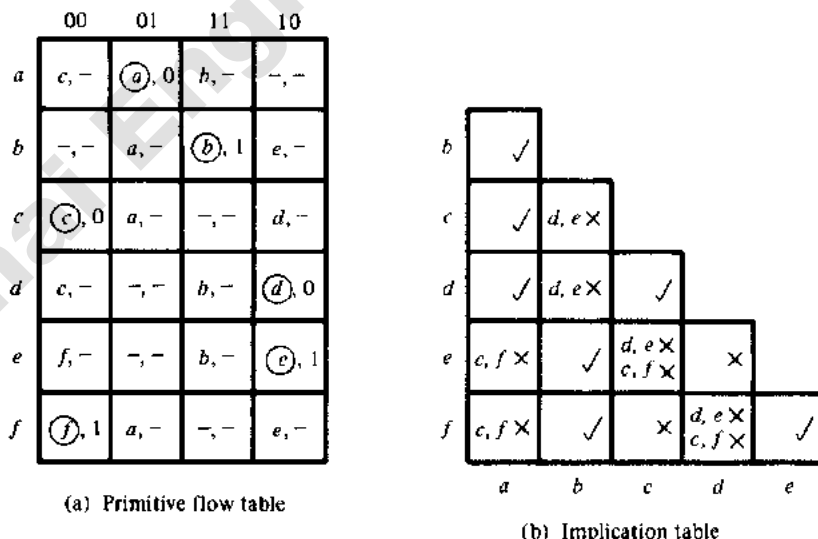 00 01 11 10
a c, – a, 0 b, – –, –
b –, – a, – b, 1 e, –
c c, 0 a, – –, – d, –
d c, – –, – b, – d, 0
e f, – –, – b, – e, 1
f f, 1 a, – –, – e, –
(a) Primitive flow table
b ✓
c ✓ d, e ×
d ✓ d, e × ✓
e c, f × ✓ d, e × c, f × ×
f c, f × ✓ × d, e × c, f × ✓
a b c d e
(b) Implication table